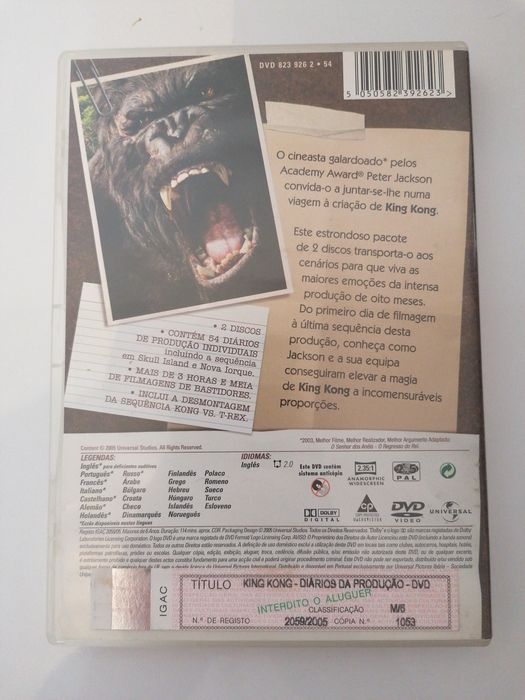 DVD 823 926 2 • 54
5 050582 392623 >
O cineasta galardoado* pelos
Academy Award® Peter Jackson
convida-o a juntar-se-lhe numa
viagem à criação de King Kong.
Este estrondoso pacote
de 2 discos transporta-o aos
cenários para que viva as
maiores emoções da intensa
produção de oito meses.
Do primeiro dia de filmagem
à última sequência desta
produção, conheça como
Jackson e a sua equipa
conseguiram elevar a magia
de King Kong a incomensuráveis
proporções.
• 2 DISCOS
• CONTÉM 54 DIÁRIOS
DE PRODUÇÃO INDIVIDUAIS
incluindo a sequência
em Skull Island e Nova Iorque.
• MAIS DE 3 HORAS E MEIA
DE FILMAGENS DE BASTIDORES.
• INCLUI A DESMONTAGEM
DA SEQUÊNCIA KONG VS. T-REX.
Content © 2005 Universal Studios. All Rights Reserved.
*2003, Melhor Filme, Melhor Realizador, Melhor Argumento Adaptado:
O Senhor dos Anéis - O Regresso do Rei.
LEGENDAS:
Inglês* para deficientes auditivos
Português* Russo* Finlandês Polaco
Francês* Árabe Grego Romeno
Italiano* Búlgaro Hebreu Sueco
Castelhano* Croata Húngaro Turco
Alemão* Checo Islandês Esloveno
Holandês* Dinamarquês Norueguês
IDIOMAS:
Inglês 2.0
Este DVD contém
sistema anticópia
2.35:1
ANAMORPHIC
WIDESCREEN
PAL
DOLBY
DIGITAL
DVD
VIDEO
UNIVERSAL
IGAC
TÍTULO KING KONG - DIÁRIOS DA PRODUÇÃO - DVD
INTERDITO O ALUGUER
CLASSIFICAÇÃO M/6
N.º DE REGISTO 2059/2005 CÓPIA N.º 1053